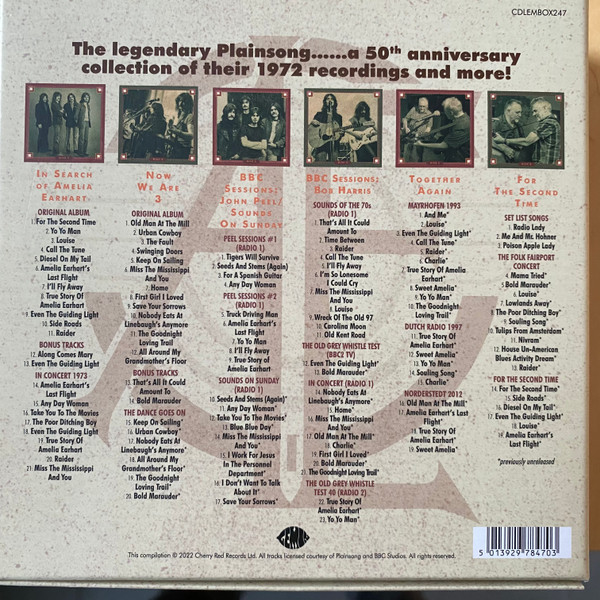 CDLEMBOX247
The legendary Plainsong......a 50th anniversary
collection of their 1972 recordings and more!
In Search
of Amelia
Earhart
ORIGINAL ALBUM
1. For The Second Time
2. Yo Yo Man
3. Louise
4. Call The Tune
5. Diesel On My Tail
6. Amelia Earhart's
Last Flight
7. I'll Fly Away
8. True Story Of
Amelia Earhart
9. Even The Guiding Light
10. Side Roads
11. Raider
BONUS TRACKS
12. Along Comes Mary
13. Even The Guiding Light
IN CONCERT 1973
14. Amelia Earhart's
Last Flight
15. Any Day Woman
16. Take You To The Movies
17. The Poor Ditching Boy
18. Even The Guiding Light
19. True Story Of
Amelia Earhart
20. Raider
21. Miss The Mississippi
And You
Now
We Are
3
ORIGINAL ALBUM
1. Old Man At The Mill
2. Urban Cowboy
3. The Fault
4. Swinging Doors
5. Keep On Sailing
6. Miss The Mississippi
And You
7. Home
8. First Girl I Loved
9. Save Your Sorrows
10. Nobody Eats At
Linebaugh's Anymore
11. The Goodnight
Loving Trail
12. All Around My
Grandmother's Floor
BONUS TRACKS
13. That's All It Could
Amount To
14. Bold Marauder
THE DANCE GOES ON
15. Keep On Sailing*
16. Urban Cowboy*
17. Nobody Eats At
Linebaugh's Anymore*
18. All Around My
Grandmother's Floor*
19. The Goodnight
Loving Trail*
20. Bold Marauder*
BBC
Sessions;
John Peel/
Sounds
On Sunday
PEEL SESSIONS #1
(RADIO 1)
1. Tigers Will Survive
2. Seeds And Stems (Again)
3. For A Spanish Guitar
4. Any Day Woman
PEEL SESSIONS #2
(RADIO 1)
5. Truck Driving Man
6. Amelia Earhart's
Last Flight
7. Yo Yo Man
8. I'll Fly Away
9. True Story Of Amelia
Earhart
SOUNDS ON SUNDAY
(RADIO 1)
10. Seeds And Stems (Again)*
11. Any Day Woman*
12. Take You To The Movies*
13. Blue Blue Day*
14. Miss The Mississippi
And You*
15. I Work For Jesus
In The Personnel
Department*
16. I Don't Want To Talk
About It*
17. Save Your Sorrows*
BBC Sessions;
Bob Harris
SOUNDS OF THE 70s
(RADIO 1)
1. That's All It Could
Amount To
2. Time Between
3. Raider
4. Call The Tune
5. I'll Fly Away
6. I'm So Lonesome
I Could Cry
7. Miss The Mississippi
And You
8. Louise
9. Wreck Of The Old 97
10. Caroline Moon
11. Old Kent Road
THE OLD GREY WHISTLE TEST
(BBC2 TV)
12. Even The Guiding Light*
13. Amelia Earhart's Last Flight
IN CONCERT (RADIO 1)
14. Nobody Eats At
Linebaugh's Anymore*
15. Home*
16. Miss The Mississippi
And You*
17. Old Man At The Mill*
18. Charlie*
19. First Girl I Loved*
20. Bold Marauder*
21. The Goodnight Loving Trail*
THE OLD GREY WHISTLE
TEST 40 (RADIO 2)
22. True Story Of
Amelia Earhart
23. Yo Yo Man*
Together
Again
MAYRHOFEN 1993
1. And Me*
2. Louise*
3. Even The Guiding Light*
4. Call The Tune*
5. Raider*
6. Charlie*
7. True Story Of Amelia
Earhart*
8. Sweet Amelia*
9. Yo Yo Man*
10. The Goodnight
Loving Trail*
DUTCH RADIO 1997
11. True Story Of Amelia
Earhart*
12. Sweet Amelia*
13. Yo Yo Man*
14. Sailing Song*
15. Charlie*
NORDERSTEDT 2012
16. Old Man At The Mill*
17. Amelia Earhart's Last
Flight*
18. True Story Of Amelia
Earhart*
19. Sweet Amelia*
For
The Second
Time
SET LIST SONGS
1. Radio Lady
2. Me And Mr. Hohner
3. Poison Apple Lady
THE FOLK FAIRPORT
CONCERT
4. Mama Tried*
5. Bold Marauder*
6. Louise*
7. Lowlands Away*
8. The Poor Ditching Boy*
9. Souling Song*
10. Tulips From Amsterdam*
11. Nivram*
12. House Un-American
Blues Activity Dream*
13. Raider*
FOR THE SECOND TIME
14. For The Second Time*
15. Side Roads*
16. Diesel On My Tail*
17. Even The Guiding Light*
18. Louise*
19. Amelia Earhart's Last
Flight*
*previously unreleased
GEMINI
This compilation © 2022 Cherry Red Records Ltd. All tracks licensed courtesy of Plainsong and BBC Studios. All rights reserved.
5 013929 784703